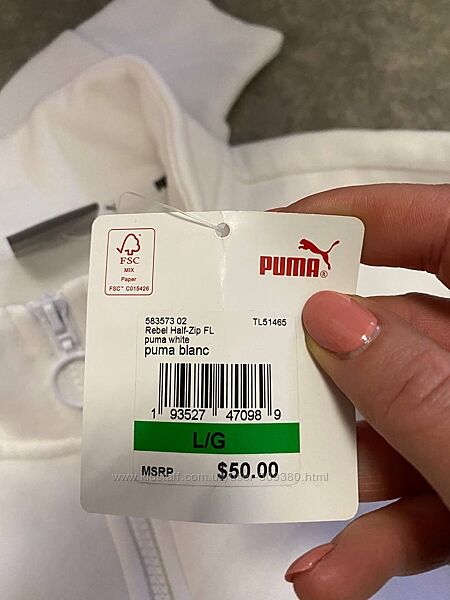 FSC
MIX
Paper
FSC™ C015426
PUMA®
583573 02
TL51465
Rebel Half-Zip FL
puma white
puma blanc
1 93527 47098 9
L/G
MSRP $50.00